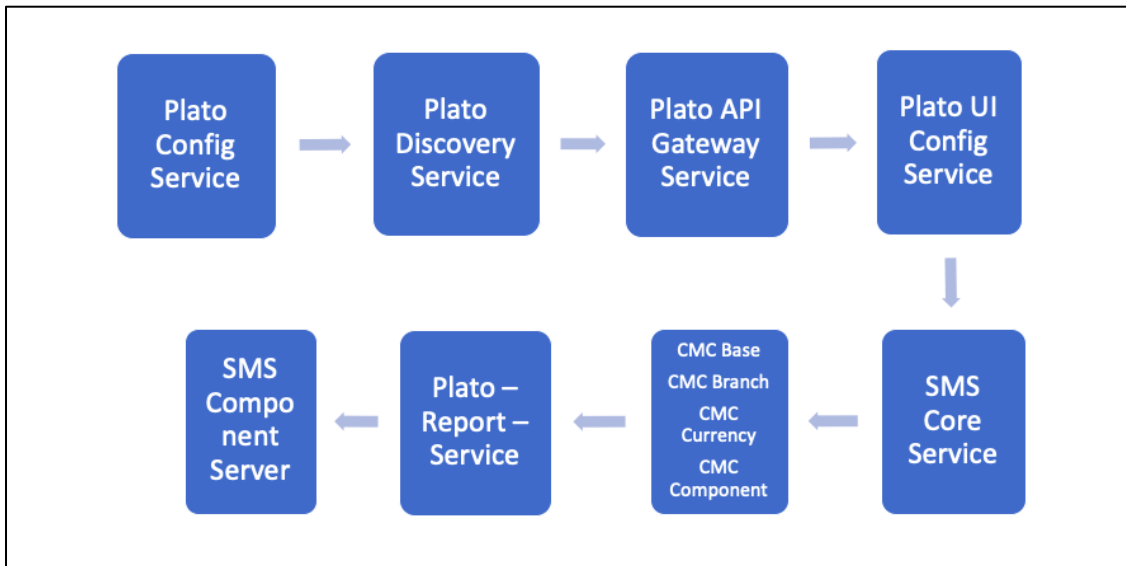 Plato
Config
Service
Plato
Discovery
Service
Plato API
Gateway
Service
Plato UI
Config
Service
SMS
Core
Service
CMC Base
CMC Branch
CMC
Currency
CMC
Component
Plato –
Report –
Service
SMS
Compo
nent
Server